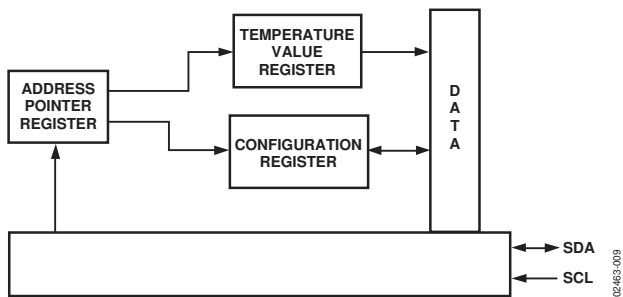 TEMPERATURE
VALUE
REGISTER
ADDRESS
POINTER
REGISTER
CONFIGURATION
REGISTER
D
A
T
A
SDA
SCL
02463-009